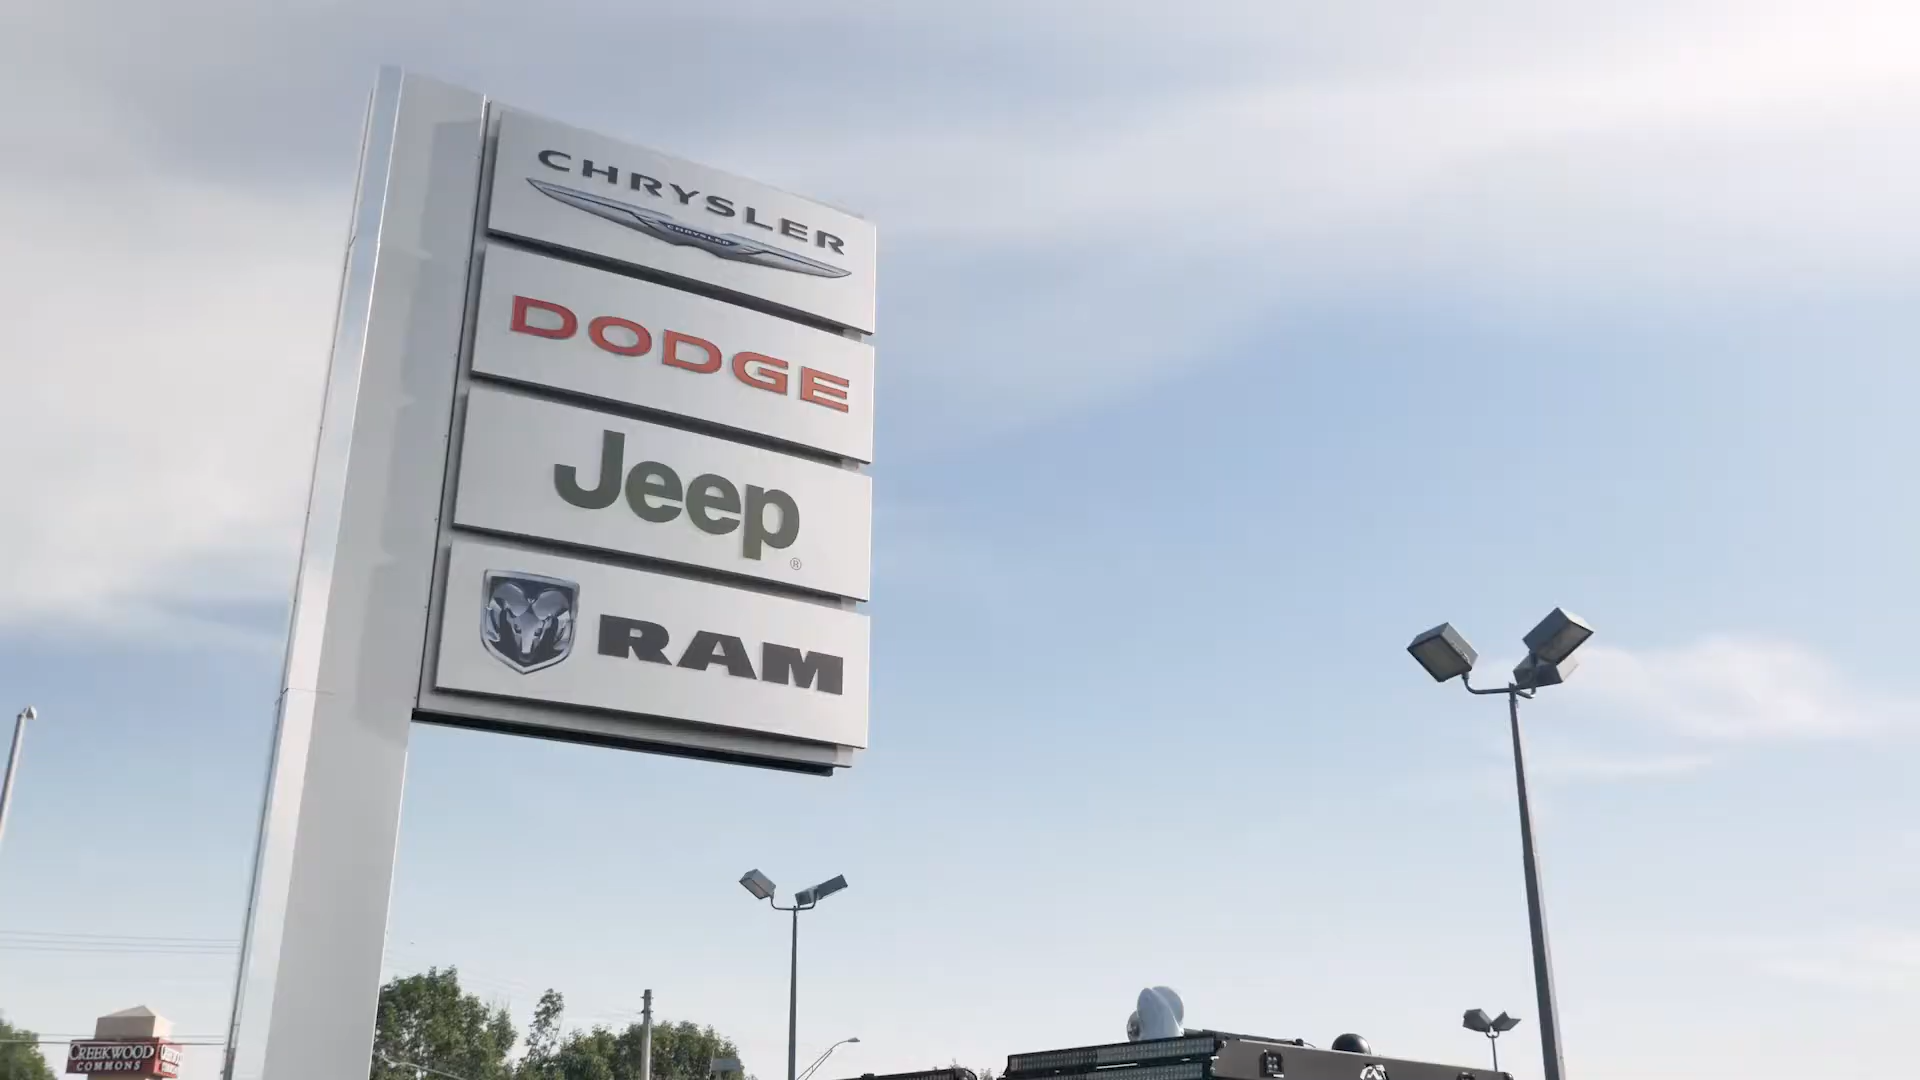 CHRYSLER
CHRYSLER
DODGE
Jeep
®
RAM
CREEKWOOD
COMMONS